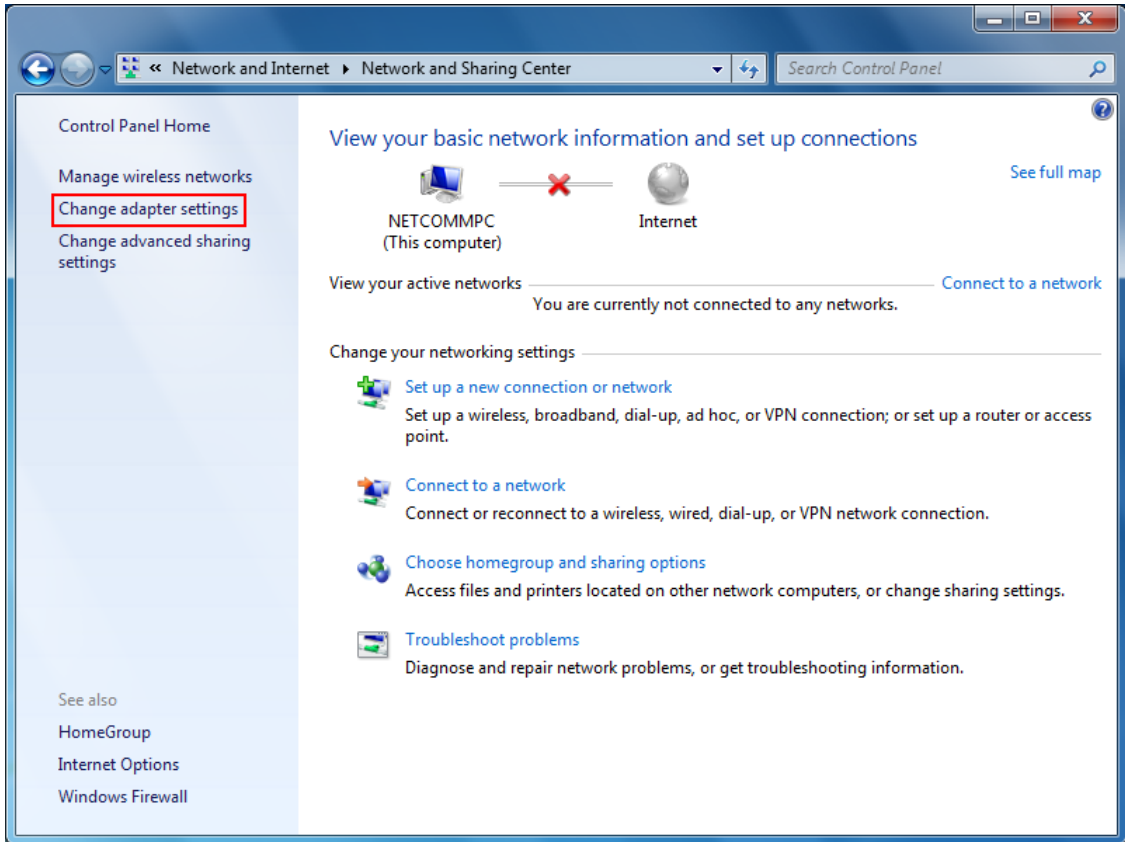 « Network and Internet ▸ Network and Sharing Center
Search Control Panel
Control Panel Home
Manage wireless networks
Change adapter settings
Change advanced sharing
settings
See also
HomeGroup
Internet Options
Windows Firewall
View your basic network information and set up connections
See full map
NETCOMMPC
(This computer)
Internet
View your active networks
Connect to a network
You are currently not connected to any networks.
Change your networking settings
Set up a new connection or network
Set up a wireless, broadband, dial-up, ad hoc, or VPN connection; or set up a router or access
point.
Connect to a network
Connect or reconnect to a wireless, wired, dial-up, or VPN network connection.
Choose homegroup and sharing options
Access files and printers located on other network computers, or change sharing settings.
Troubleshoot problems
Diagnose and repair network problems, or get troubleshooting information.